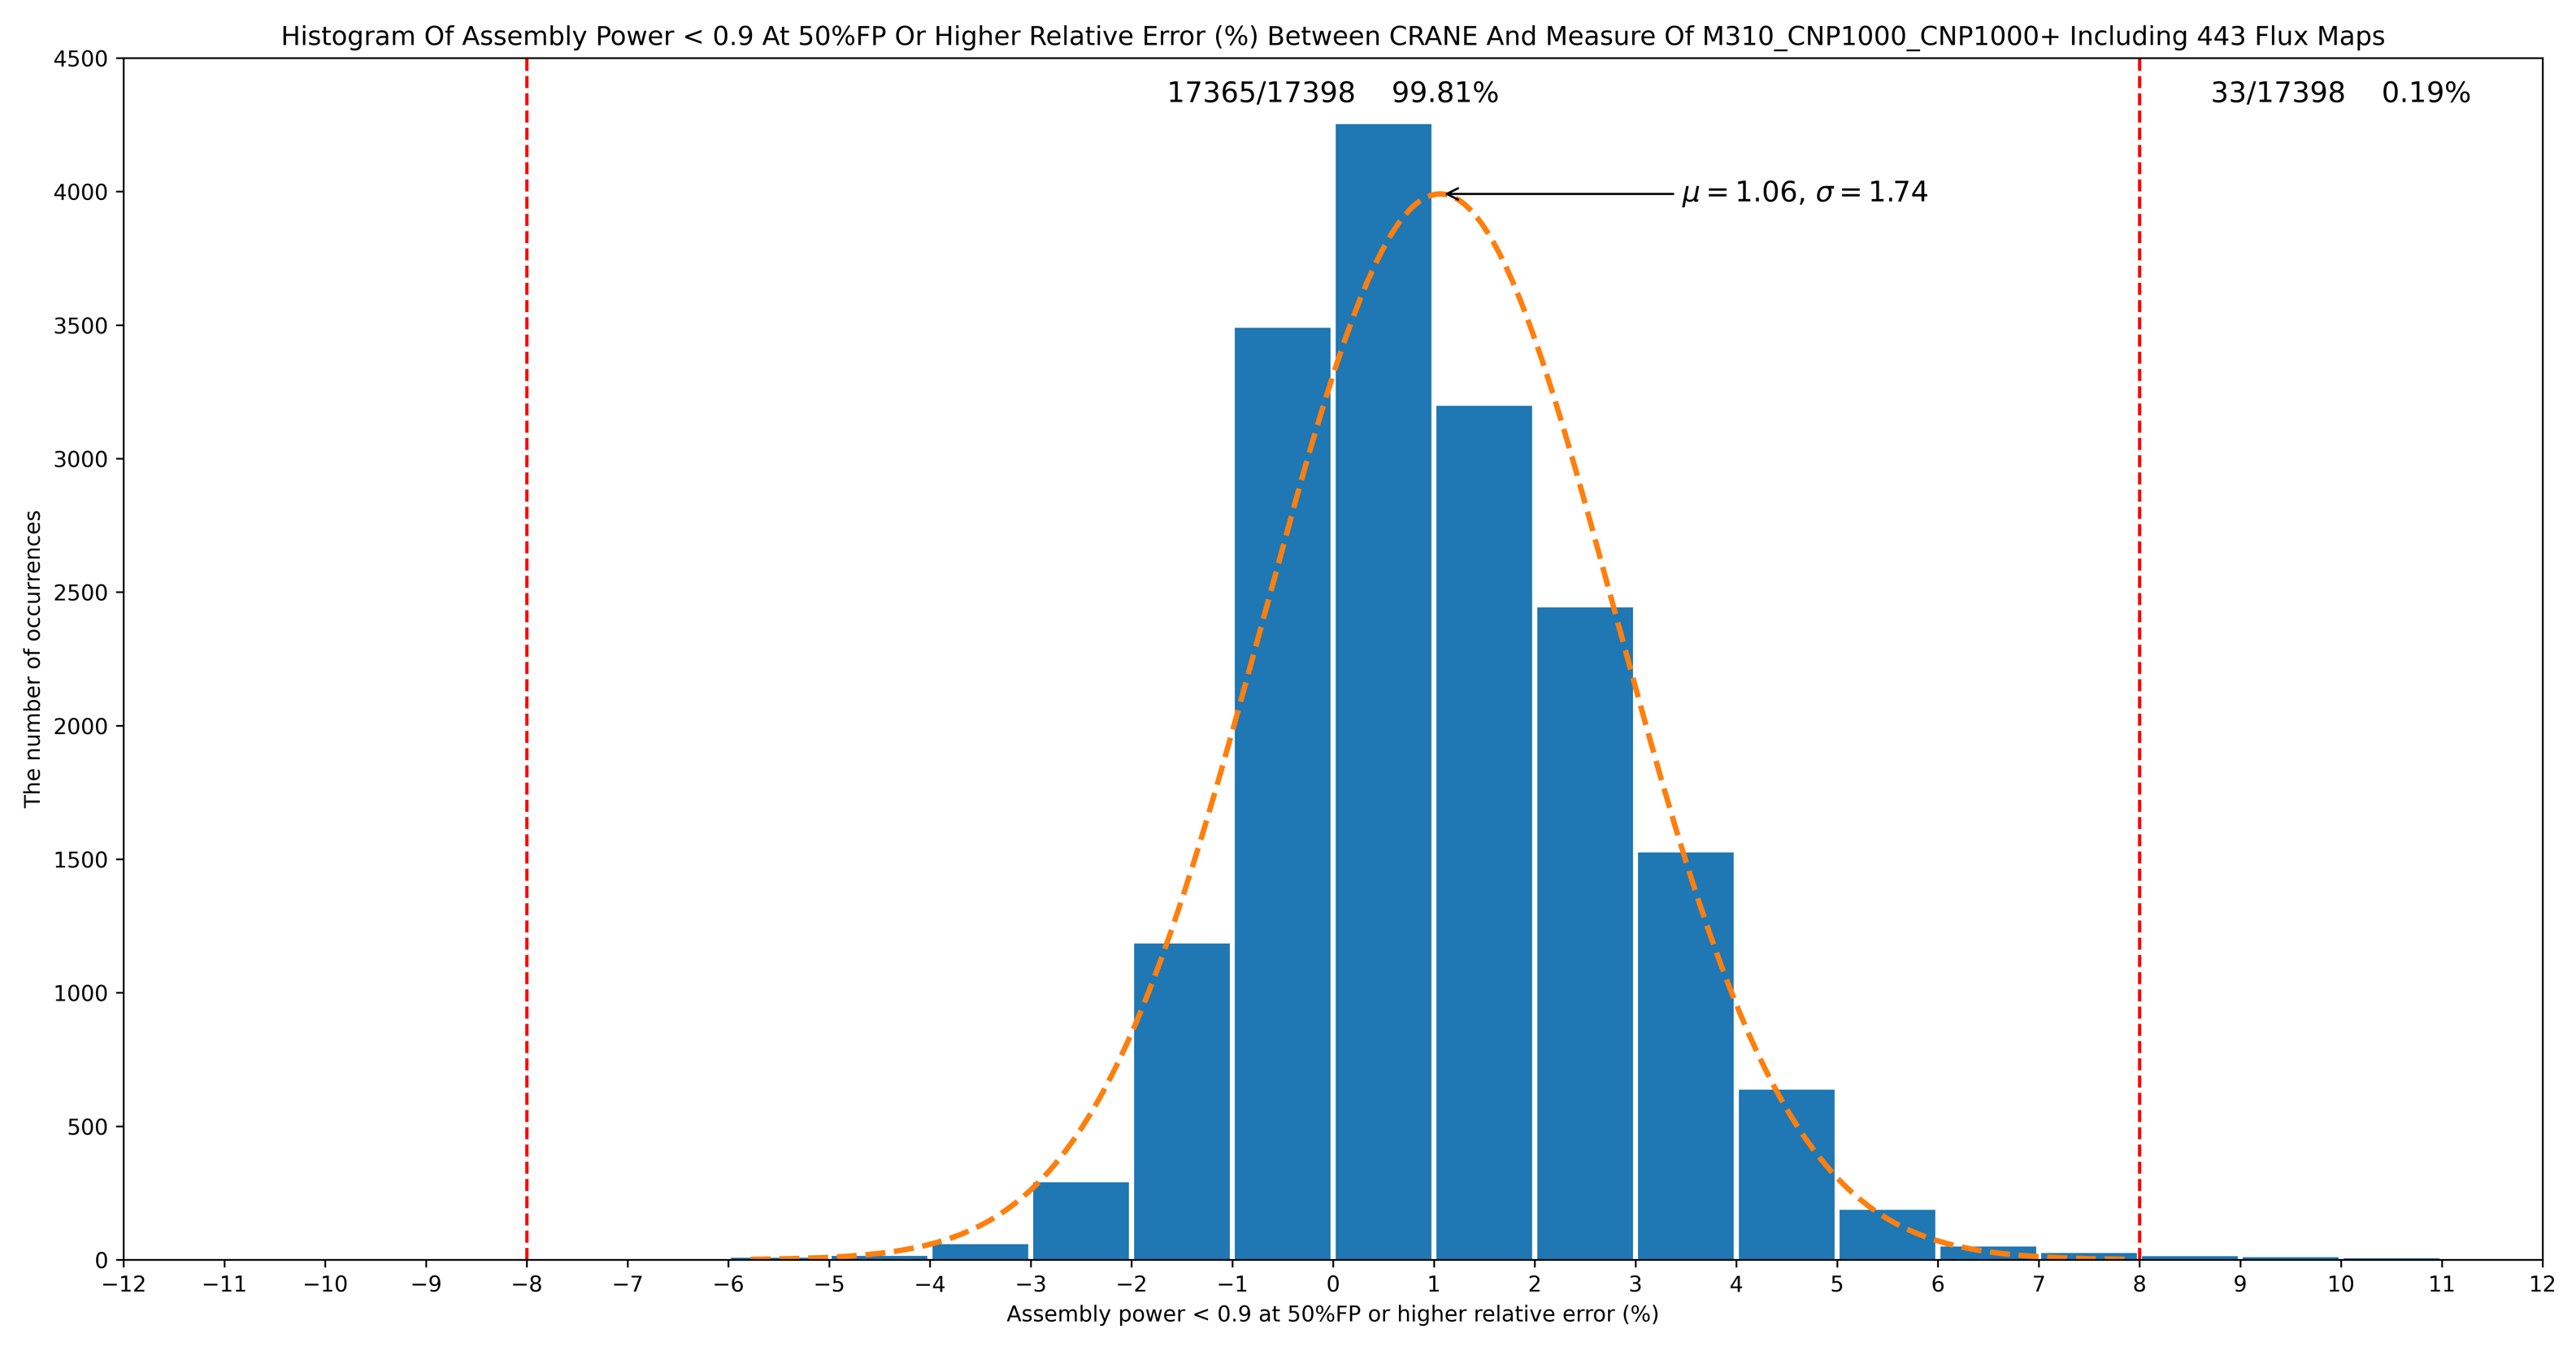 Histogram Of Assembly Power < 0.9 At 50%FP Or Higher Relative Error (%) Between CRANE And Measure Of M310_CNP1000_CNP1000+ Including 443 Flux Maps
17365/17398 99.81%
33/17398 0.19%
μ = 1.06, σ = 1.74
The number of occurrences
4500
4000
3500
3000
2500
2000
1500
1000
500
0
−12 −11 −10 −9 −8 −7 −6 −5 −4 −3 −2 −1 0 1 2 3 4 5 6 7 8 9 10 11 12
Assembly power < 0.9 at 50%FP or higher relative error (%)